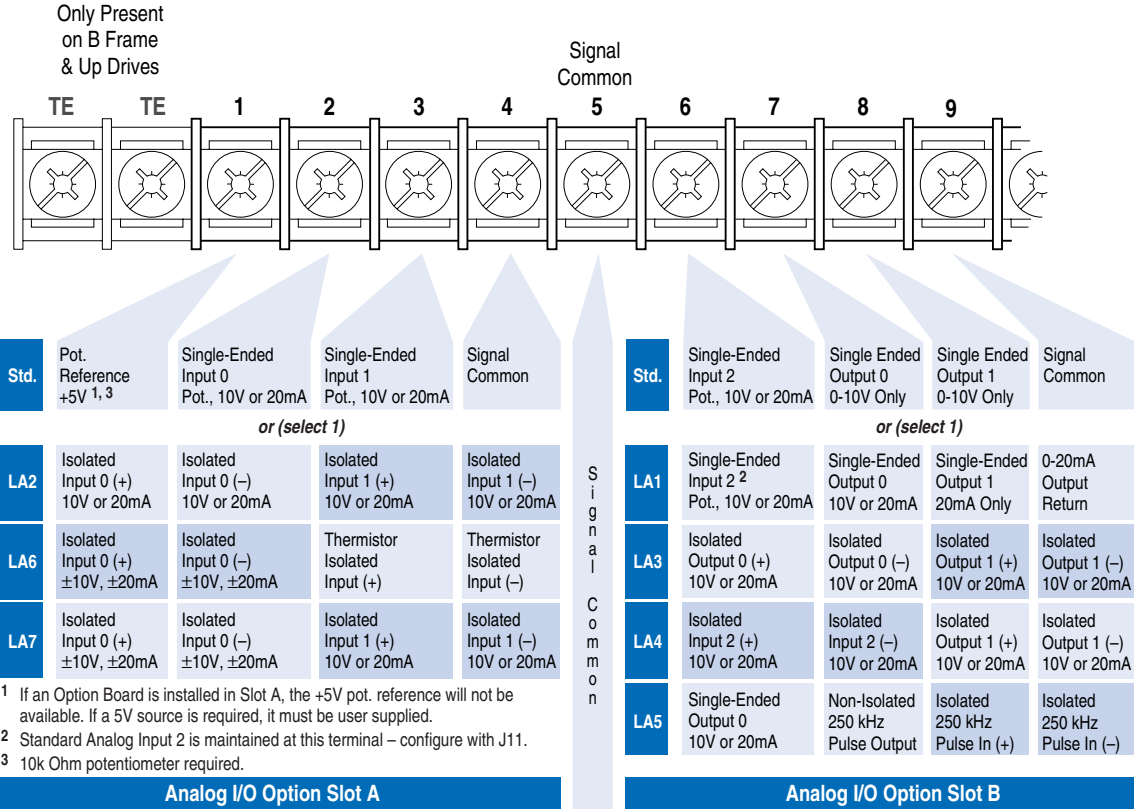 Only Present
on B Frame
& Up Drives
Signal
Common
TE TE 1 2 3 4 5 6 7 8 9
Std.
Pot.
Reference
+5V 1, 3
Single-Ended
Input 0
Pot., 10V or 20mA
Single-Ended
Input 1
Pot., 10V or 20mA
Signal
Common
or (select 1)
LA2
Isolated
Input 0 (+)
10V or 20mA
Isolated
Input 0 (–)
10V or 20mA
Isolated
Input 1 (+)
10V or 20mA
Isolated
Input 1 (–)
10V or 20mA
LA6
Isolated
Input 0 (+)
±10V, ±20mA
Isolated
Input 0 (–)
±10V, ±20mA
Thermistor
Isolated
Input (+)
Thermistor
Isolated
Input (–)
LA7
Isolated
Input 0 (+)
±10V, ±20mA
Isolated
Input 0 (–)
±10V, ±20mA
Isolated
Input 1 (+)
10V or 20mA
Isolated
Input 1 (–)
10V or 20mA
1 If an Option Board is installed in Slot A, the +5V pot. reference will not be
available. If a 5V source is required, it must be user supplied.
2 Standard Analog Input 2 is maintained at this terminal – configure with J11.
3 10k Ohm potentiometer required.
Analog I/O Option Slot A
Signal Common
Std.
Single-Ended
Input 2
Pot., 10V or 20mA
Single Ended
Output 0
0-10V Only
Single Ended
Output 1
0-10V Only
Signal
Common
or (select 1)
LA1
Single-Ended
Input 2 2
Pot., 10V or 20mA
Single-Ended
Output 0
10V or 20mA
Single-Ended
Output 1
20mA Only
0-20mA
Output
Return
LA3
Isolated
Output 0 (+)
10V or 20mA
Isolated
Output 0 (–)
10V or 20mA
Isolated
Output 1 (+)
10V or 20mA
Isolated
Output 1 (–)
10V or 20mA
LA4
Isolated
Input 2 (+)
10V or 20mA
Isolated
Input 2 (–)
10V or 20mA
Isolated
Output 1 (+)
10V or 20mA
Isolated
Output 1 (–)
10V or 20mA
LA5
Single-Ended
Output 0
10V or 20mA
Non-Isolated
250 kHz
Pulse Output
Isolated
250 kHz
Pulse In (+)
Isolated
250 kHz
Pulse In (–)
Analog I/O Option Slot B